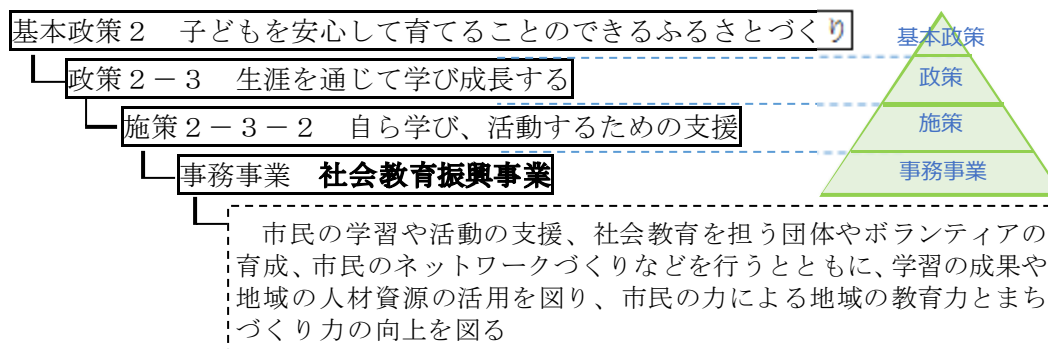 基本政策2 子どもを安心して育てることのできるふるさとづくり
政策2-3 生涯を通じて学び成長する
施策2-3-2 自ら学び、活動するための支援
事務事業 社会教育振興事業
市民の学習や活動の支援、社会教育を担う団体やボランティアの
育成、市民のネットワークづくりなどを行うとともに、学習の成果や
地域の人材資源の活用を図り、市民の力による地域の教育力とまち
づくり力の向上を図る
基本政策
政策
施策
事務事業